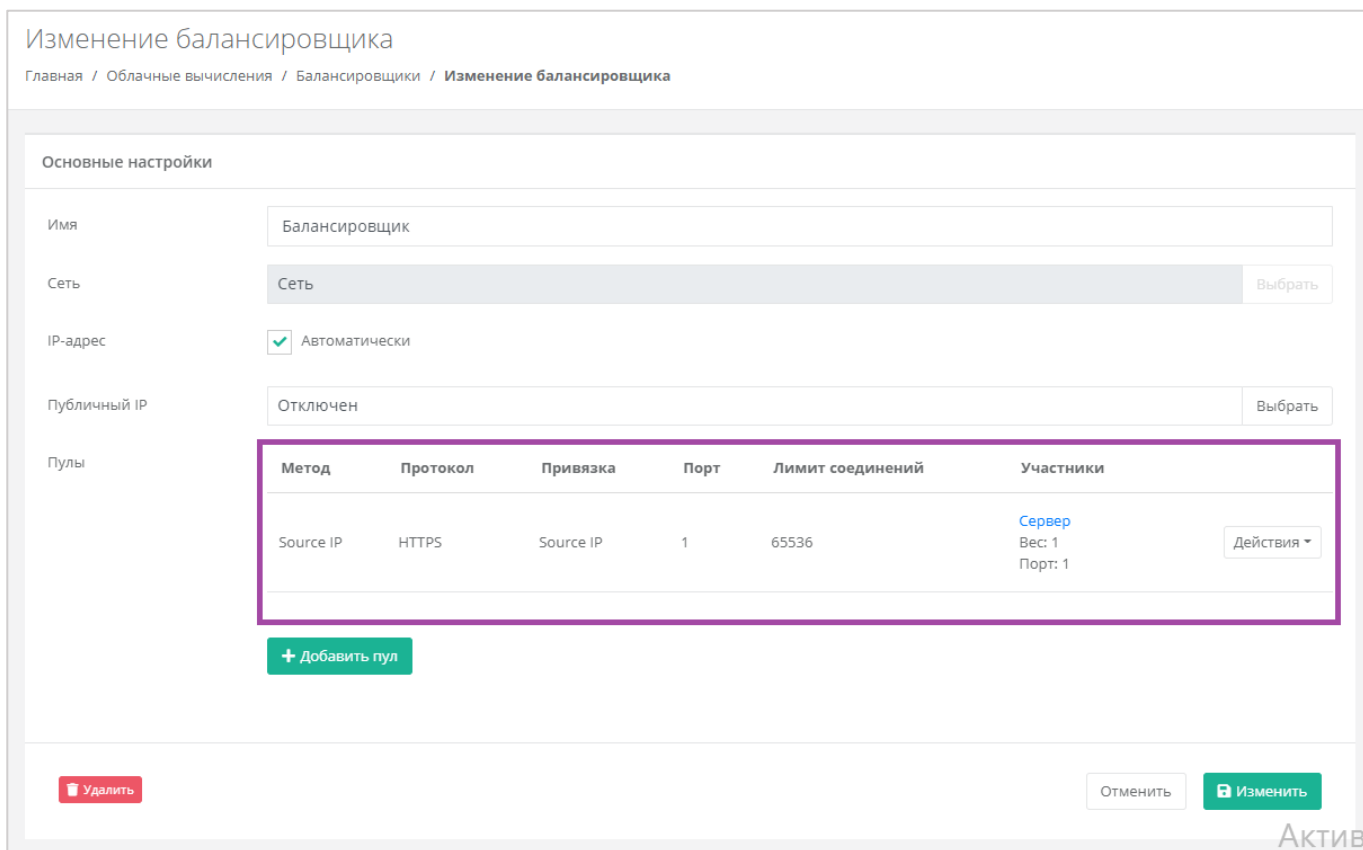 Изменение балансировщика
Главная / Облачные вычисления / Балансировщики / Изменение балансировщика
Основные настройки
Имя Балансировщик
Сеть Сеть Выбрать
IP-адрес Автоматически
Публичный IP Отключен Выбрать
Пулы Метод Протокол Привязка Порт Лимит соединений Участники
Source IP HTTPS Source IP 1 65536 Сервер
Вес: 1
Порт: 1
Действия
+ Добавить пул
Удалить Отменить Изменить
Актив